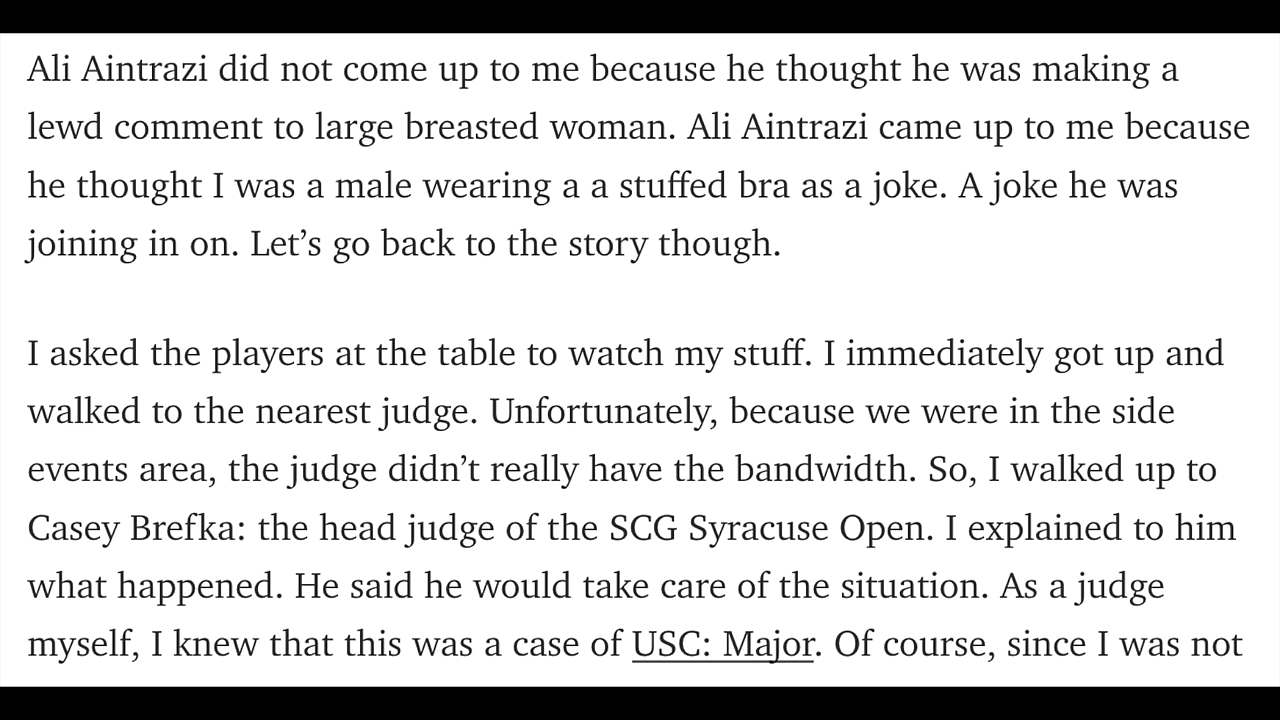 Ali Aintrazi did not come up to me because he thought he was making a
lewd comment to large breasted woman. Ali Aintrazi came up to me because
he thought I was a male wearing a a stuffed bra as a joke. A joke he was
joining in on. Let’s go back to the story though.
I asked the players at the table to watch my stuff. I immediately got up and
walked to the nearest judge. Unfortunately, because we were in the side
events area, the judge didn’t really have the bandwidth. So, I walked up to
Casey Brefka: the head judge of the SCG Syracuse Open. I explained to him
what happened. He said he would take care of the situation. As a judge
myself, I knew that this was a case of USC: Major. Of course, since I was not